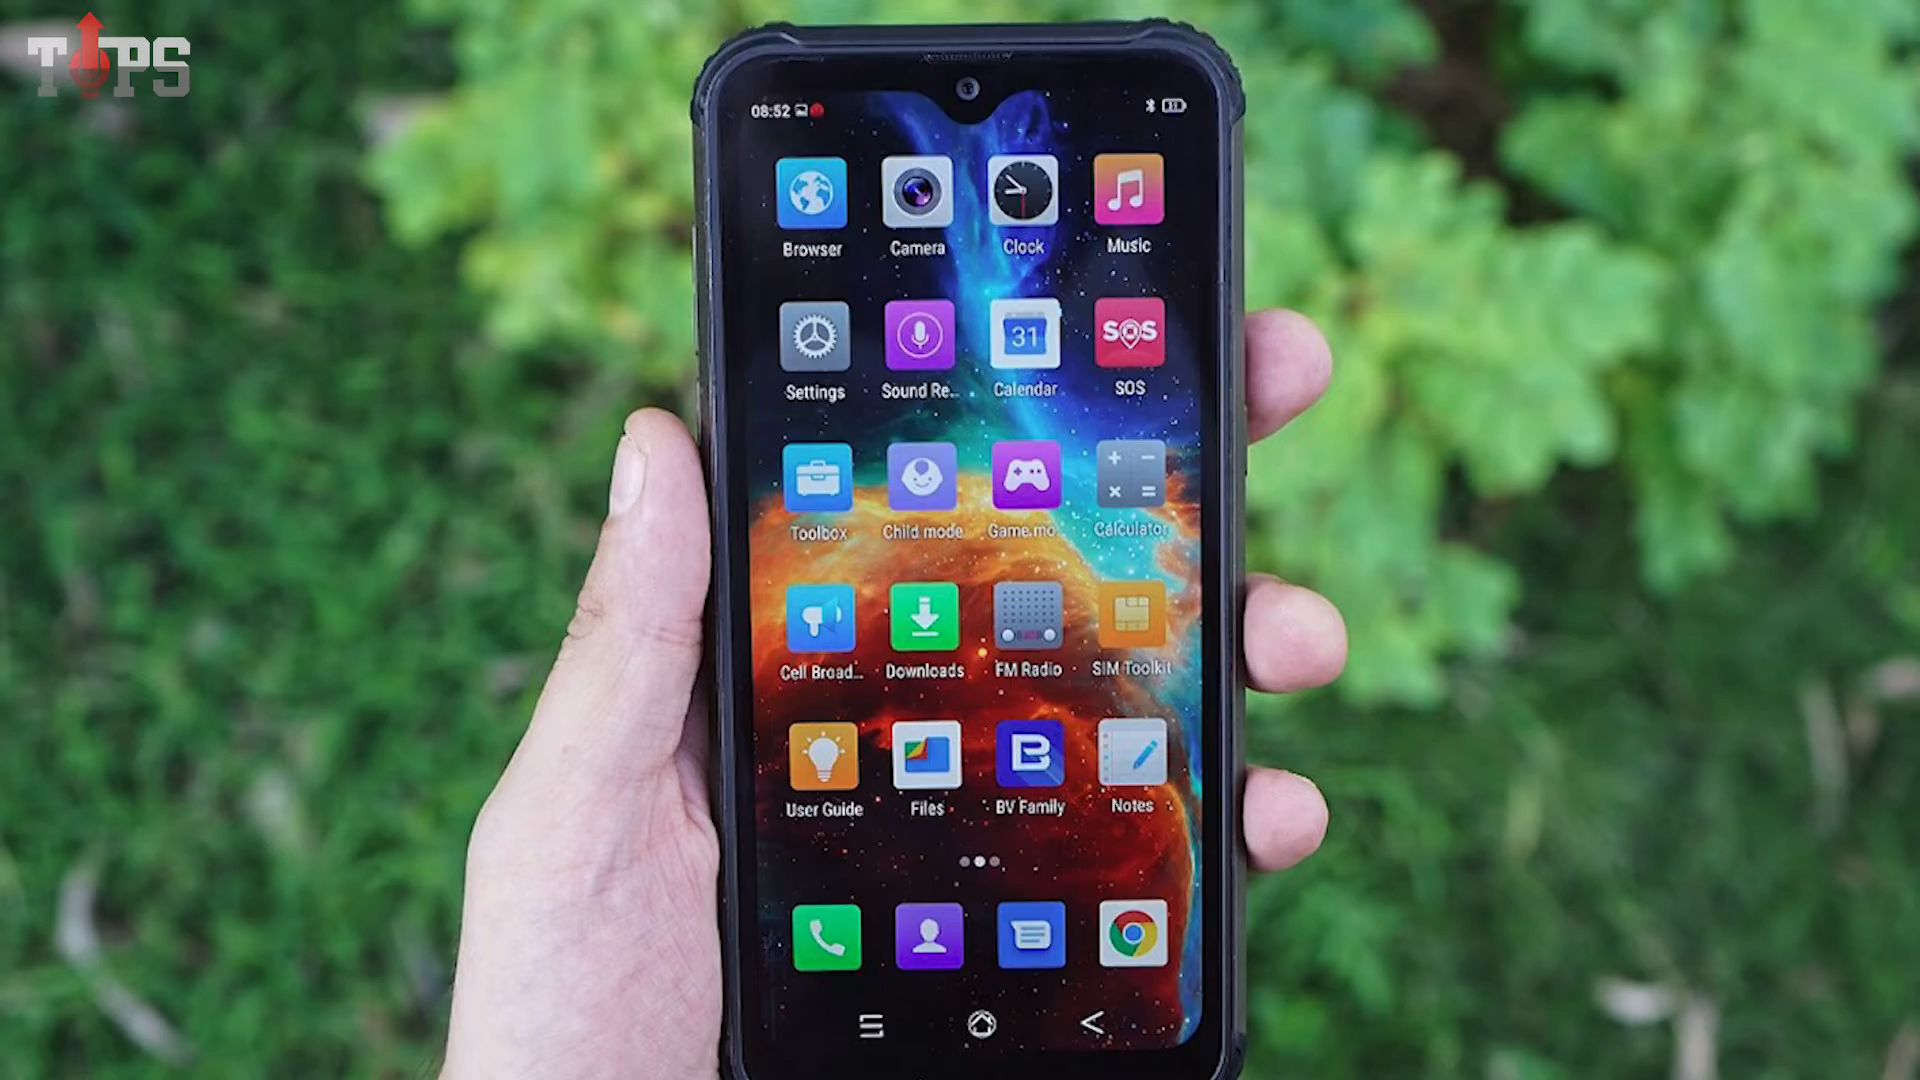 TOPS
08:52
Browser Camera Clock Music
31 SOS
Settings Sound Re... Calendar SOS
Toolbox Child mode Game mo... Calculator
Cell Broad... Downloads FM Radio SIM Toolkit
B
User Guide Files BV Family Notes